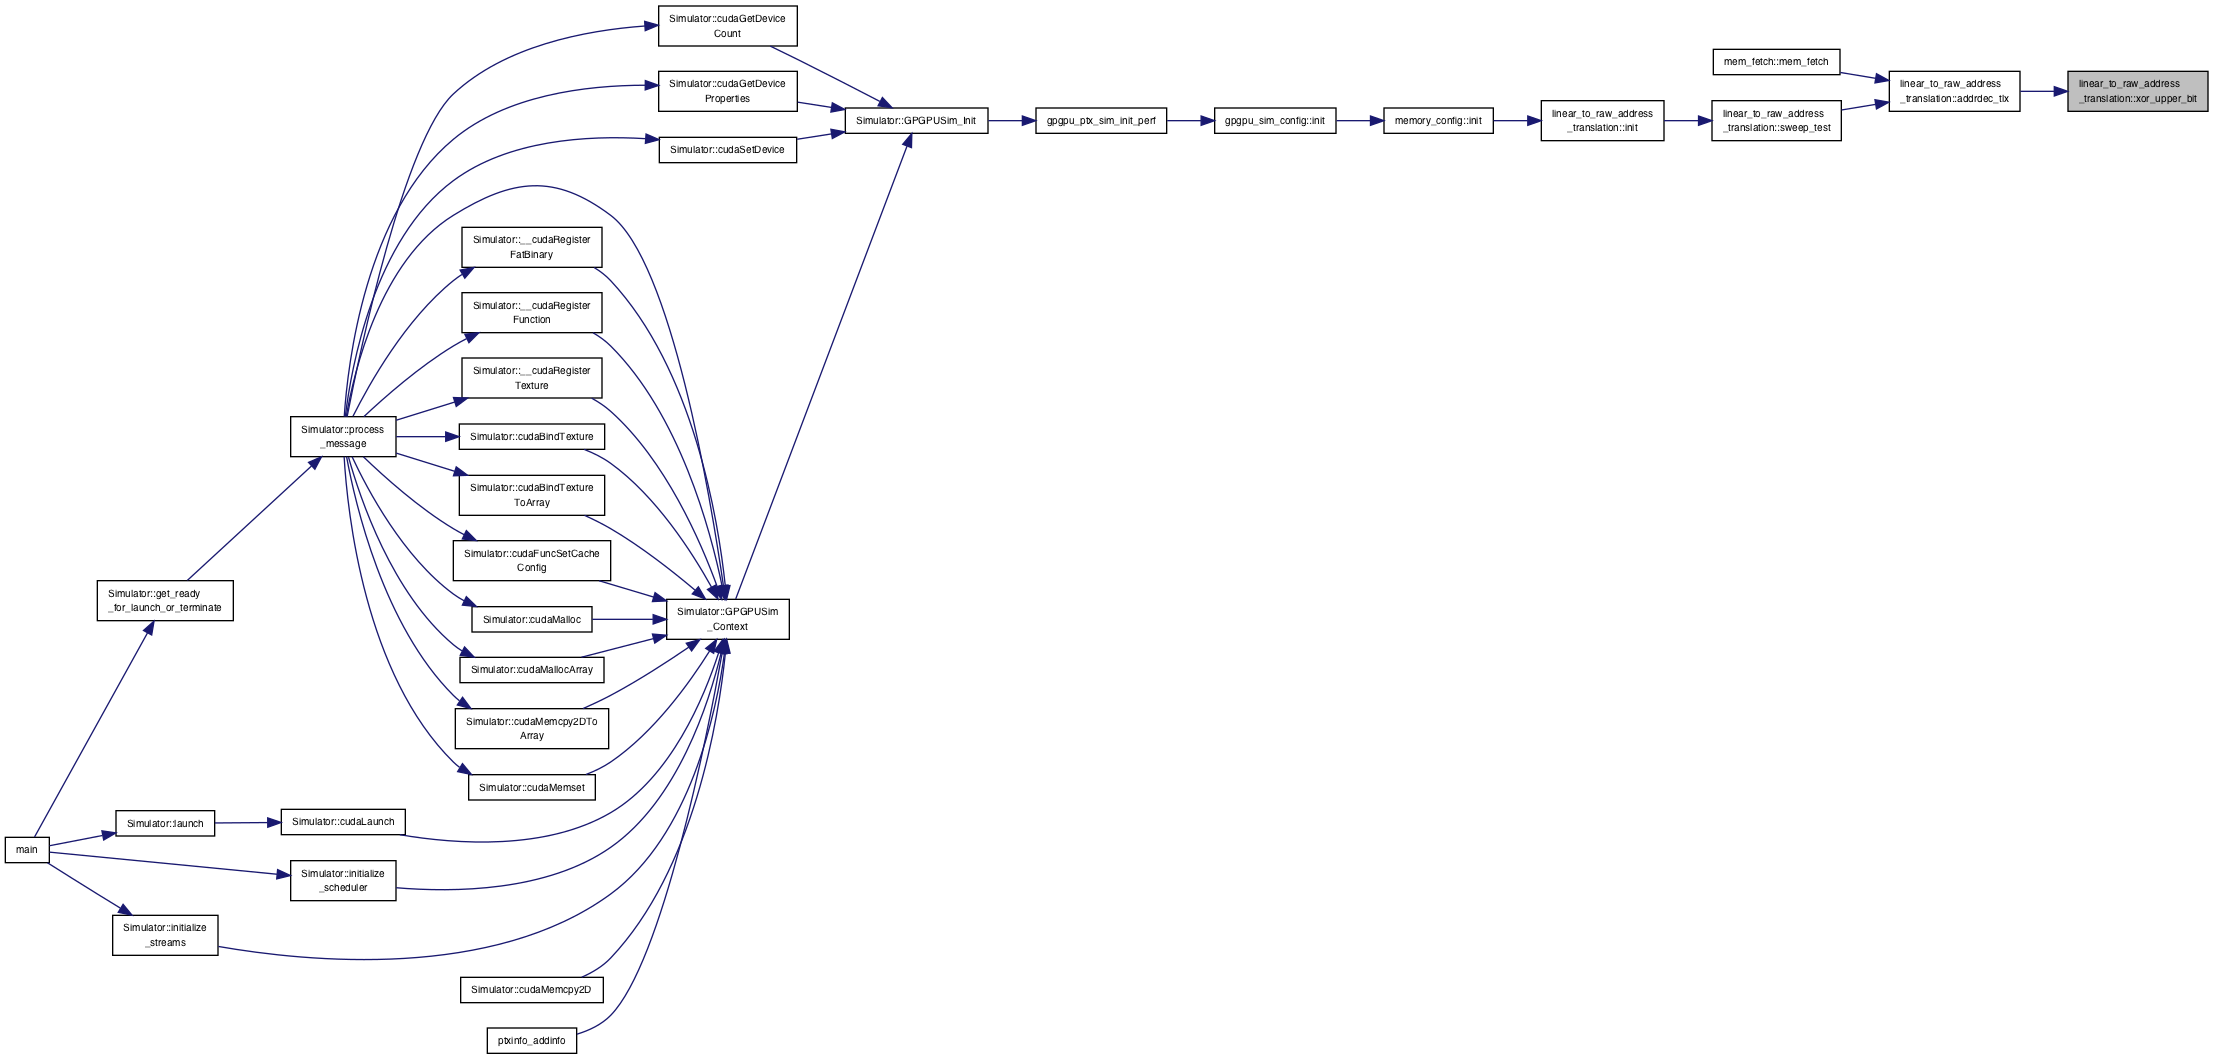 Simulator::cudaGetDevice
Count
Simulator::cudaGetDevice
Properties
Simulator::cudaSetDevice
Simulator::GPGPUSim_Init
gpgpu_ptx_sim_init_perf
gpgpu_sim_config::init
memory_config::init
linear_to_raw_address
_translation::init
mem_fetch::mem_fetch
linear_to_raw_address
_translation::sweep_test
linear_to_raw_address
_translation::addrdec_tlx
linear_to_raw_address
_translation::xor_upper_bit
Simulator::__cudaRegister
FatBinary
Simulator::__cudaRegister
Function
Simulator::__cudaRegister
Texture
Simulator::process
_message
Simulator::cudaBindTexture
Simulator::cudaBindTexture
ToArray
Simulator::cudaFuncSetCache
Config
Simulator::get_ready
_for_launch_or_terminate
Simulator::cudaMalloc
Simulator::GPGPUSim
_Context
Simulator::cudaMallocArray
Simulator::cudaMemcpy2DTo
Array
Simulator::cudaMemset
Simulator::launch
Simulator::cudaLaunch
main
Simulator::initialize
_scheduler
Simulator::initialize
_streams
Simulator::cudaMemcpy2D
ptxinfo_addinfo